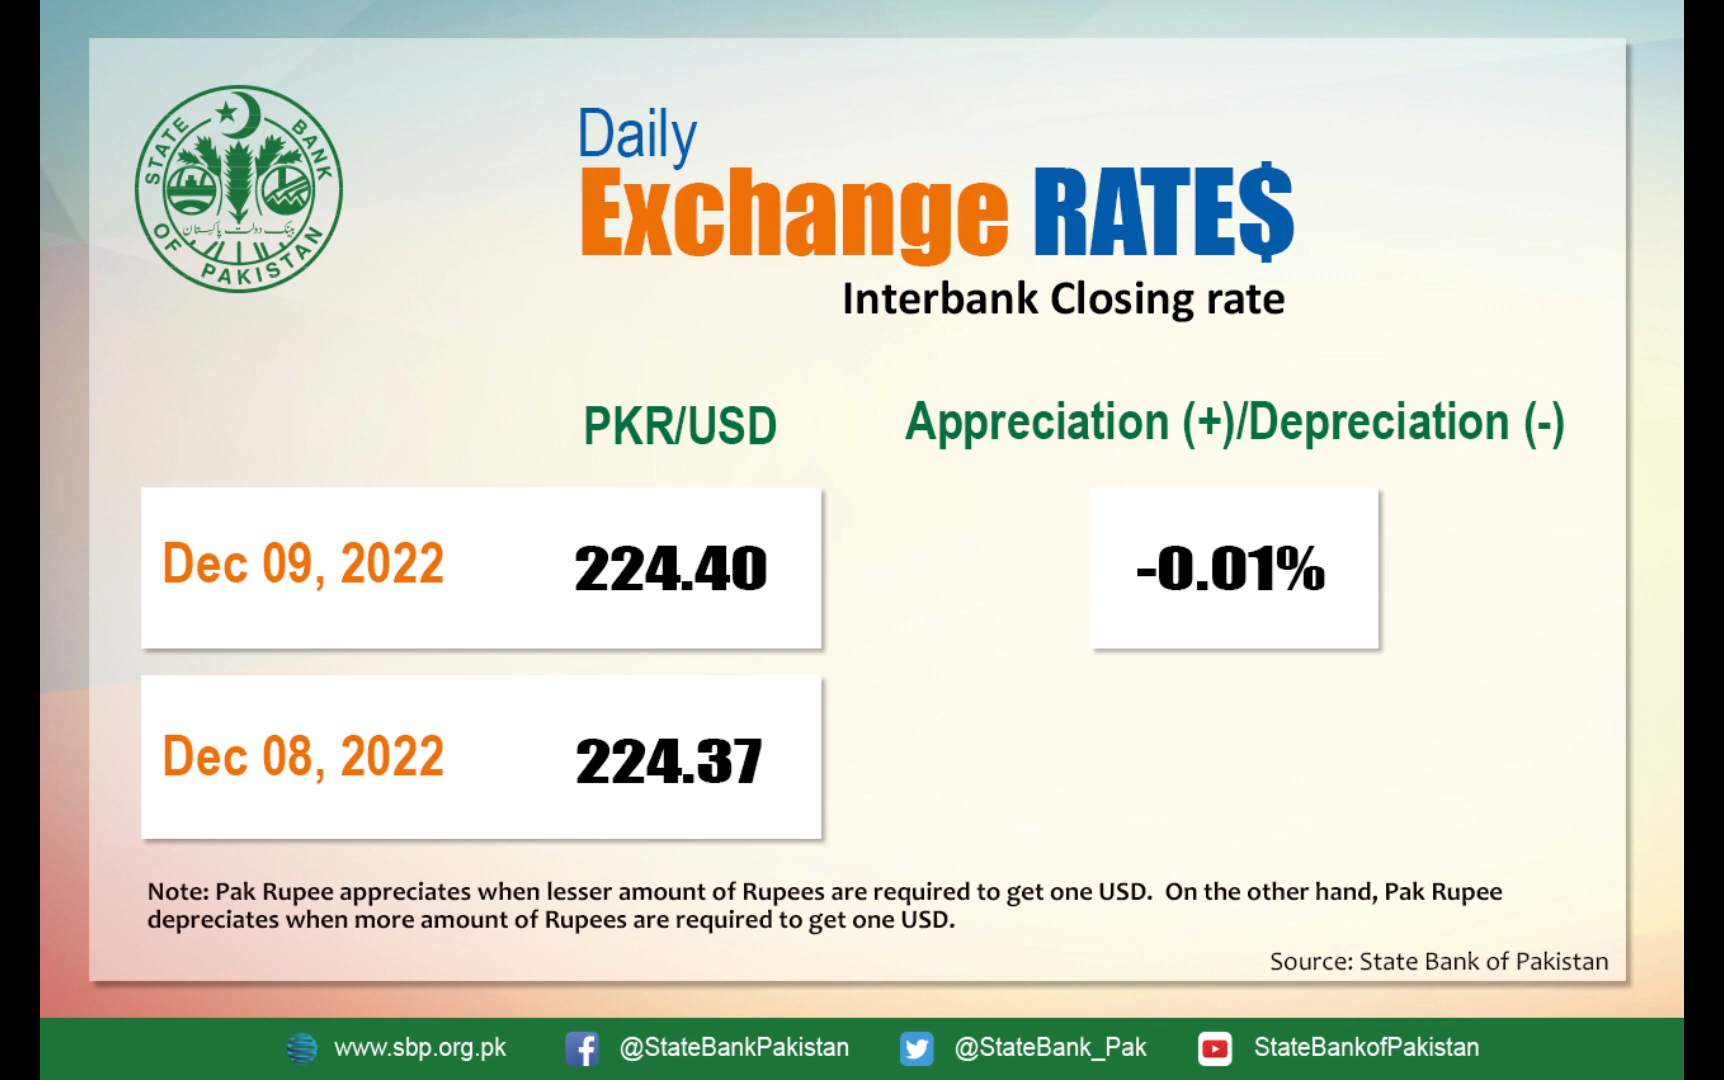 STATE BANK OF PAKISTAN
بینک دولت پاکستان
Daily
Exchange RATE$
Interbank Closing rate
PKR/USD Appreciation (+)/Depreciation (-)
Dec 09, 2022 224.40 -0.01%
Dec 08, 2022 224.37
Note: Pak Rupee appreciates when lesser amount of Rupees are required to get one USD. On the other hand, Pak Rupee
depreciates when more amount of Rupees are required to get one USD.
Source: State Bank of Pakistan
www.sbp.org.pk @StateBankPakistan @StateBank_Pak StateBankofPakistan